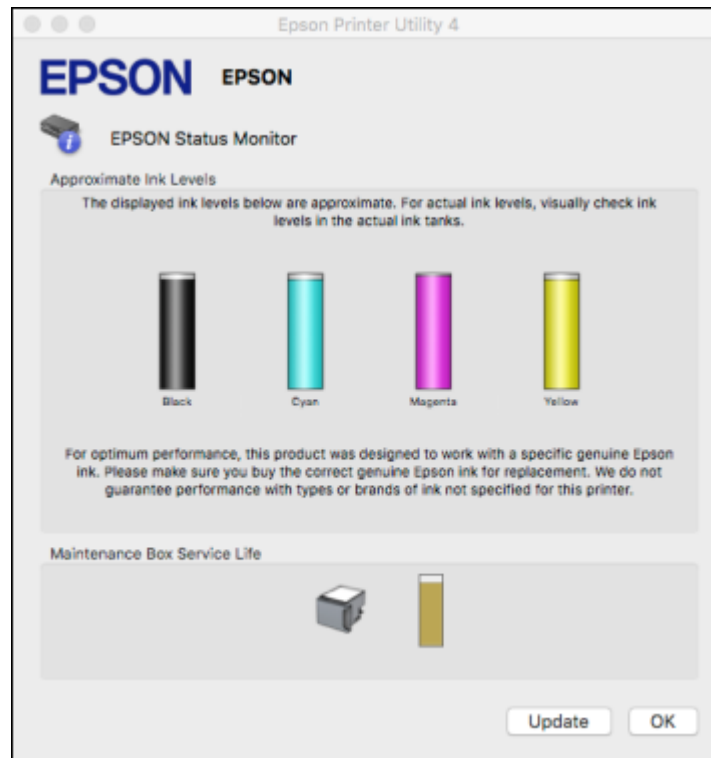 Epson Printer Utility 4
EPSON EPSON
EPSON Status Monitor
Approximate Ink Levels
The displayed ink levels below are approximate. For actual ink levels, visually check ink
levels in the actual ink tanks.
Black Cyan Magenta Yellow
For optimum performance, this product was designed to work with a specific genuine Epson
ink. Please make sure you buy the correct genuine Epson ink for replacement. We do not
guarantee performance with types or brands of ink not specified for this printer.
Maintenance Box Service Life
Update OK